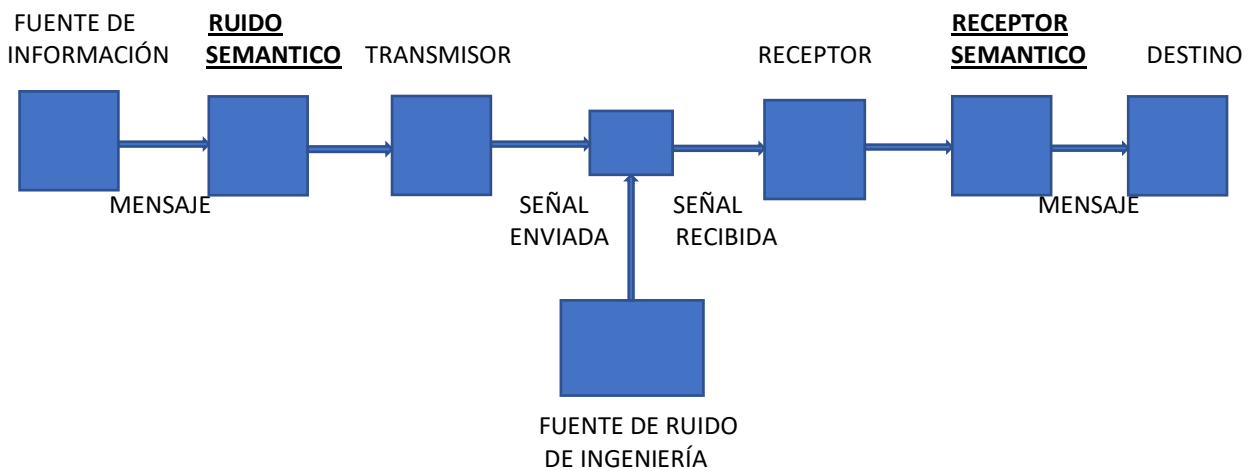 FUENTE DE
INFORMACIÓN
RUIDO
SEMANTICO
TRANSMISOR
RECEPTOR
RECEPTOR
SEMANTICO
DESTINO
MENSAJE
SEÑAL
ENVIADA
SEÑAL
RECIBIDA
MENSAJE
FUENTE DE RUIDO
DE INGENIERÍA